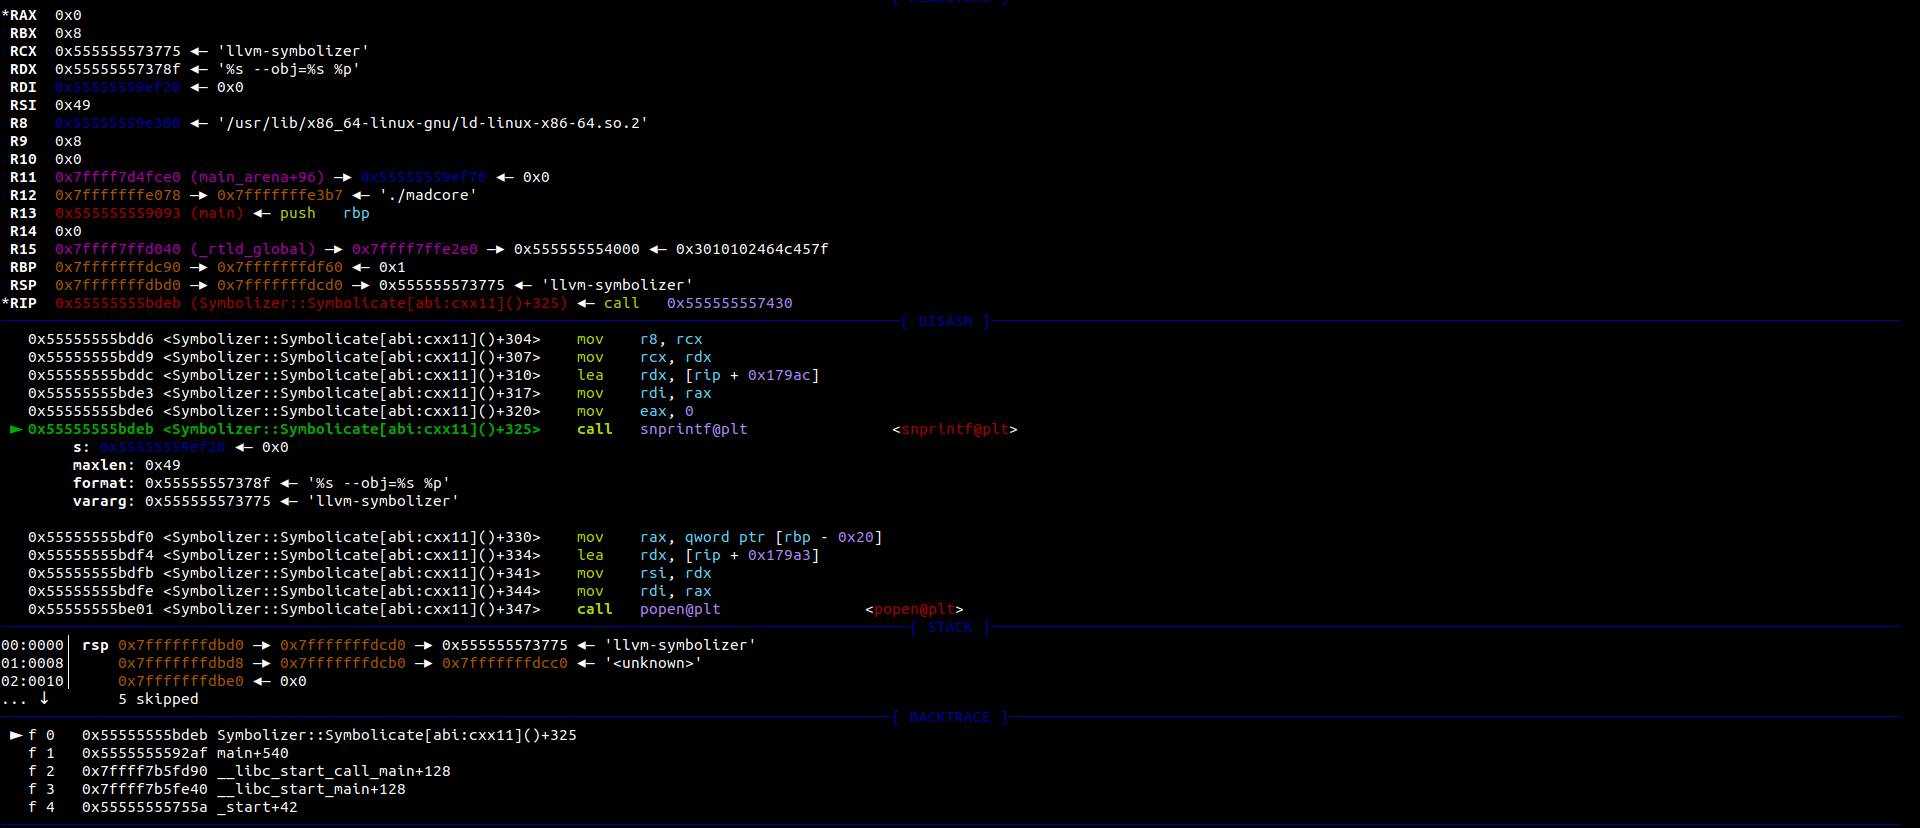 [ REGISTERS ]
*RAX  0x0
 RBX  0x8
 RCX  0x555555573775 ◂— 'llvm-symbolizer'
 RDX  0x55555557378f ◂— '%s --obj=%s %p'
 RDI  0x55555559ef20 ◂— 0x0
 RSI  0x49
 R8   0x55555559e300 ◂— '/usr/lib/x86_64-linux-gnu/ld-linux-x86-64.so.2'
 R9   0x8
 R10  0x0
 R11  0x7ffff7d4fce0 (main_arena+96) —▸ 0x55555559ef70 ◂— 0x0
 R12  0x7fffffffe078 —▸ 0x7fffffffe3b7 ◂— './madcore'
 R13  0x555555559093 (main) ◂— push   rbp
 R14  0x0
 R15  0x7ffff7ffd040 (_rtld_global) —▸ 0x7ffff7ffe2e0 —▸ 0x555555554000 ◂— 0x3010102464c457f
 RBP  0x7fffffffdc90 —▸ 0x7fffffffdf60 ◂— 0x1
 RSP  0x7fffffffdbd0 —▸ 0x7fffffffdcd0 —▸ 0x555555573775 ◂— 'llvm-symbolizer'
*RIP  0x55555555bdeb (Symbolizer::Symbolicate[abi:cxx11]()+325) ◂— call   0x555555557430
[ DISASM ]
   0x55555555bdd6 <Symbolizer::Symbolicate[abi:cxx11]()+304>    mov    r8, rcx
   0x55555555bdd9 <Symbolizer::Symbolicate[abi:cxx11]()+307>    mov    rcx, rdx
   0x55555555bddc <Symbolizer::Symbolicate[abi:cxx11]()+310>    lea    rdx, [rip + 0x179ac]
   0x55555555bde3 <Symbolizer::Symbolicate[abi:cxx11]()+317>    mov    rdi, rax
   0x55555555bde6 <Symbolizer::Symbolicate[abi:cxx11]()+320>    mov    eax, 0
 ► 0x55555555bdeb <Symbolizer::Symbolicate[abi:cxx11]()+325>    call   snprintf@plt                <snprintf@plt>
        s: 0x55555559ef20 ◂— 0x0
        maxlen: 0x49
        format: 0x55555557378f ◂— '%s --obj=%s %p'
        vararg: 0x555555573775 ◂— 'llvm-symbolizer'
   0x55555555bdf0 <Symbolizer::Symbolicate[abi:cxx11]()+330>    mov    rax, qword ptr [rbp - 0x20]
   0x55555555bdf4 <Symbolizer::Symbolicate[abi:cxx11]()+334>    lea    rdx, [rip + 0x179a3]
   0x55555555bdfb <Symbolizer::Symbolicate[abi:cxx11]()+341>    mov    rsi, rdx
   0x55555555bdfe <Symbolizer::Symbolicate[abi:cxx11]()+344>    mov    rdi, rax
   0x55555555be01 <Symbolizer::Symbolicate[abi:cxx11]()+347>    call   popen@plt                <popen@plt>
[ STACK ]
00:0000│ rsp 0x7fffffffdbd0 —▸ 0x7fffffffdcd0 —▸ 0x555555573775 ◂— 'llvm-symbolizer'
01:0008│     0x7fffffffdbd8 —▸ 0x7fffffffdcb0 —▸ 0x7fffffffdcc0 ◂— '<unknown>'
02:0010│     0x7fffffffdbe0 ◂— 0x0
... ↓        5 skipped
[ BACKTRACE ]
 ► f 0   0x55555555bdeb Symbolizer::Symbolicate[abi:cxx11]()+325
   f 1   0x5555555592af main+540
   f 2   0x7ffff7b5fd90 __libc_start_call_main+128
   f 3   0x7ffff7b5fe40 __libc_start_main+128
   f 4   0x55555555755a _start+42